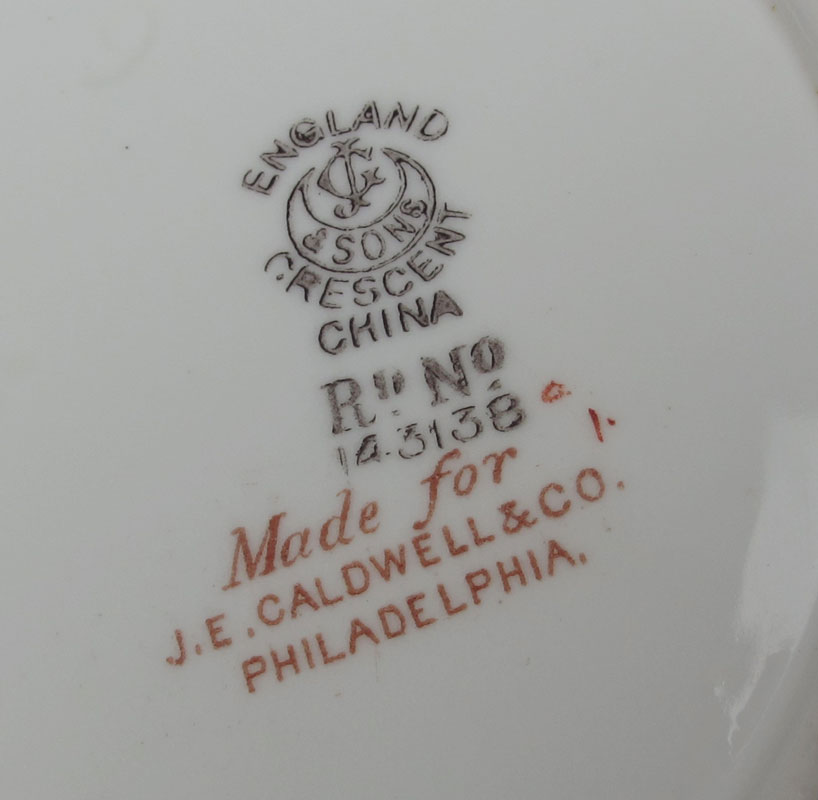 ENGLAND
& SONS
CRESCENT
CHINA
Rᴰ. Nº
143138
Made for
J.E. CALDWELL & CO.
PHILADELPHIA.